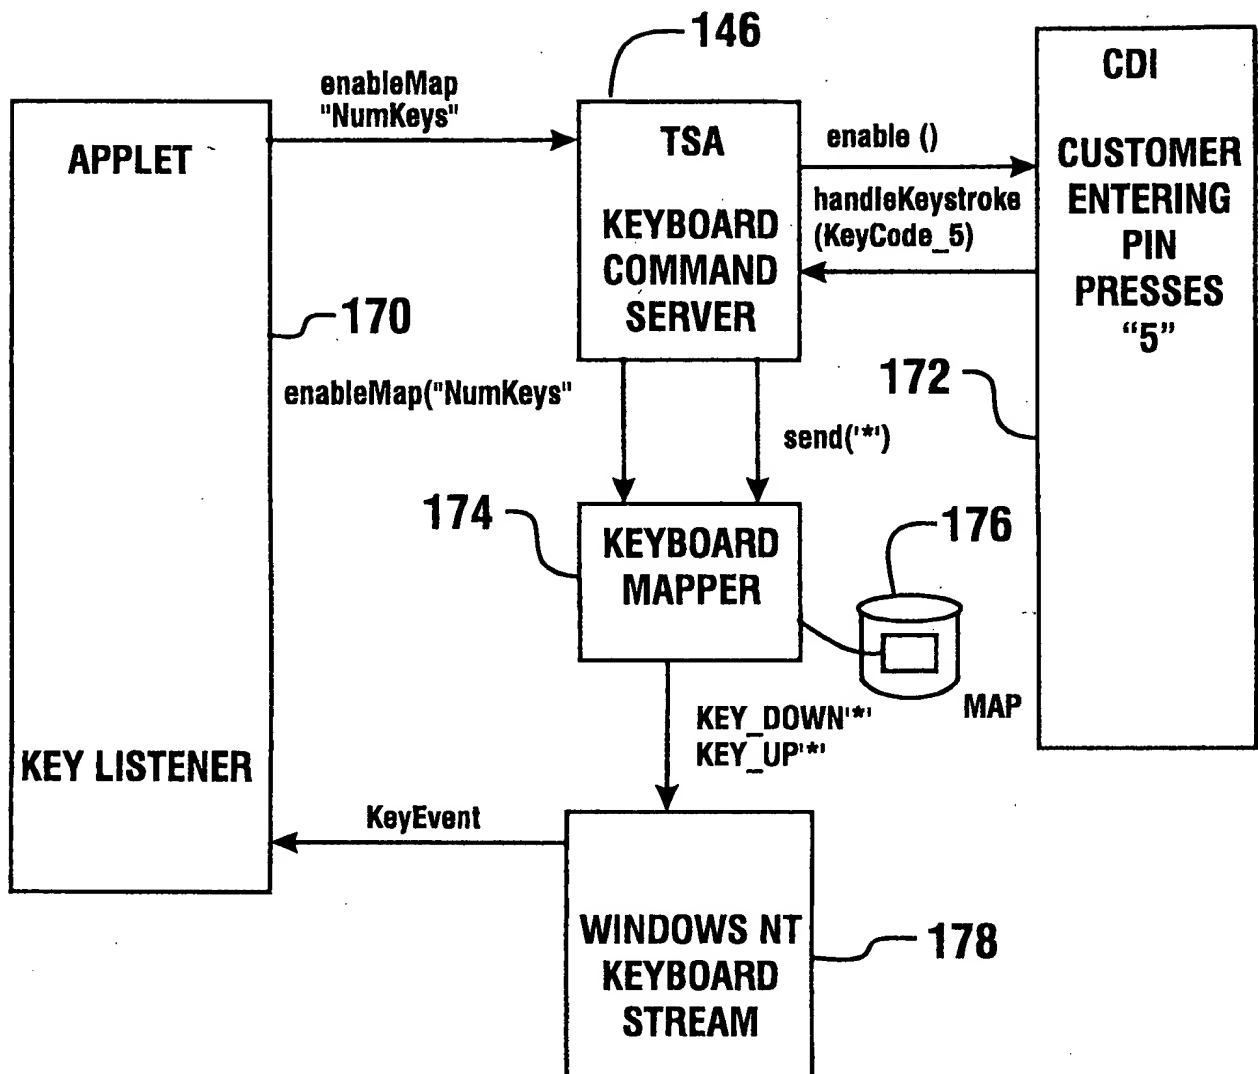 146
enableMap
"NumKeys"
APPLET
TSA
KEYBOARD
COMMAND
SERVER
enable ()
handleKeystroke
(KeyCode_5)
CDI
CUSTOMER
ENTERING
PIN
PRESSES
“5”
170
enableMap("NumKeys"
send('*')
172
174
KEYBOARD
MAPPER
176
MAP
KEY_DOWN'*'
KEY_UP'*'
KEY LISTENER
KeyEvent
WINDOWS NT
KEYBOARD
STREAM
178